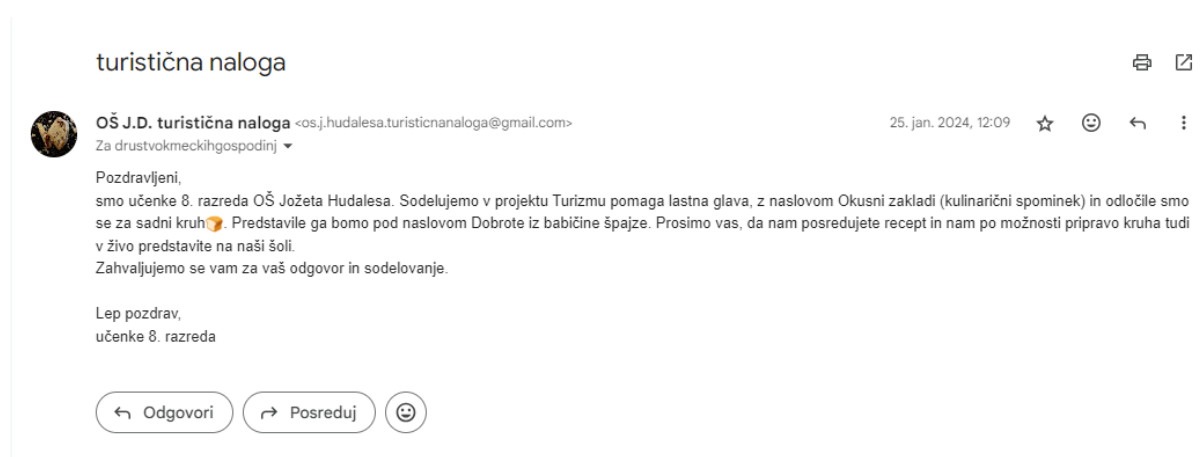 turistična naloga
OŠ J.D. turistična naloga <os.j.hudalesa.turisticnanaloga@gmail.com> 25. jan. 2024, 12:09
Za drustvokmeckihgospodinj
Pozdravljeni,
smo učenke 8. razreda OŠ Jožeta Hudalesa. Sodelujemo v projektu Turizmu pomaga lastna glava, z naslovom Okusni zakladi (kulinarični spominek) in odločile smo
se za sadni kruh🍞. Predstavile ga bomo pod naslovom Dobrote iz babičine špajze. Prosimo vas, da nam posredujete recept in nam po možnosti pripravo kruha tudi
v živo predstavite na naši šoli.
Zahvaljujemo se vam za vaš odgovor in sodelovanje.
Lep pozdrav,
učenke 8. razreda
Odgovori Posreduj